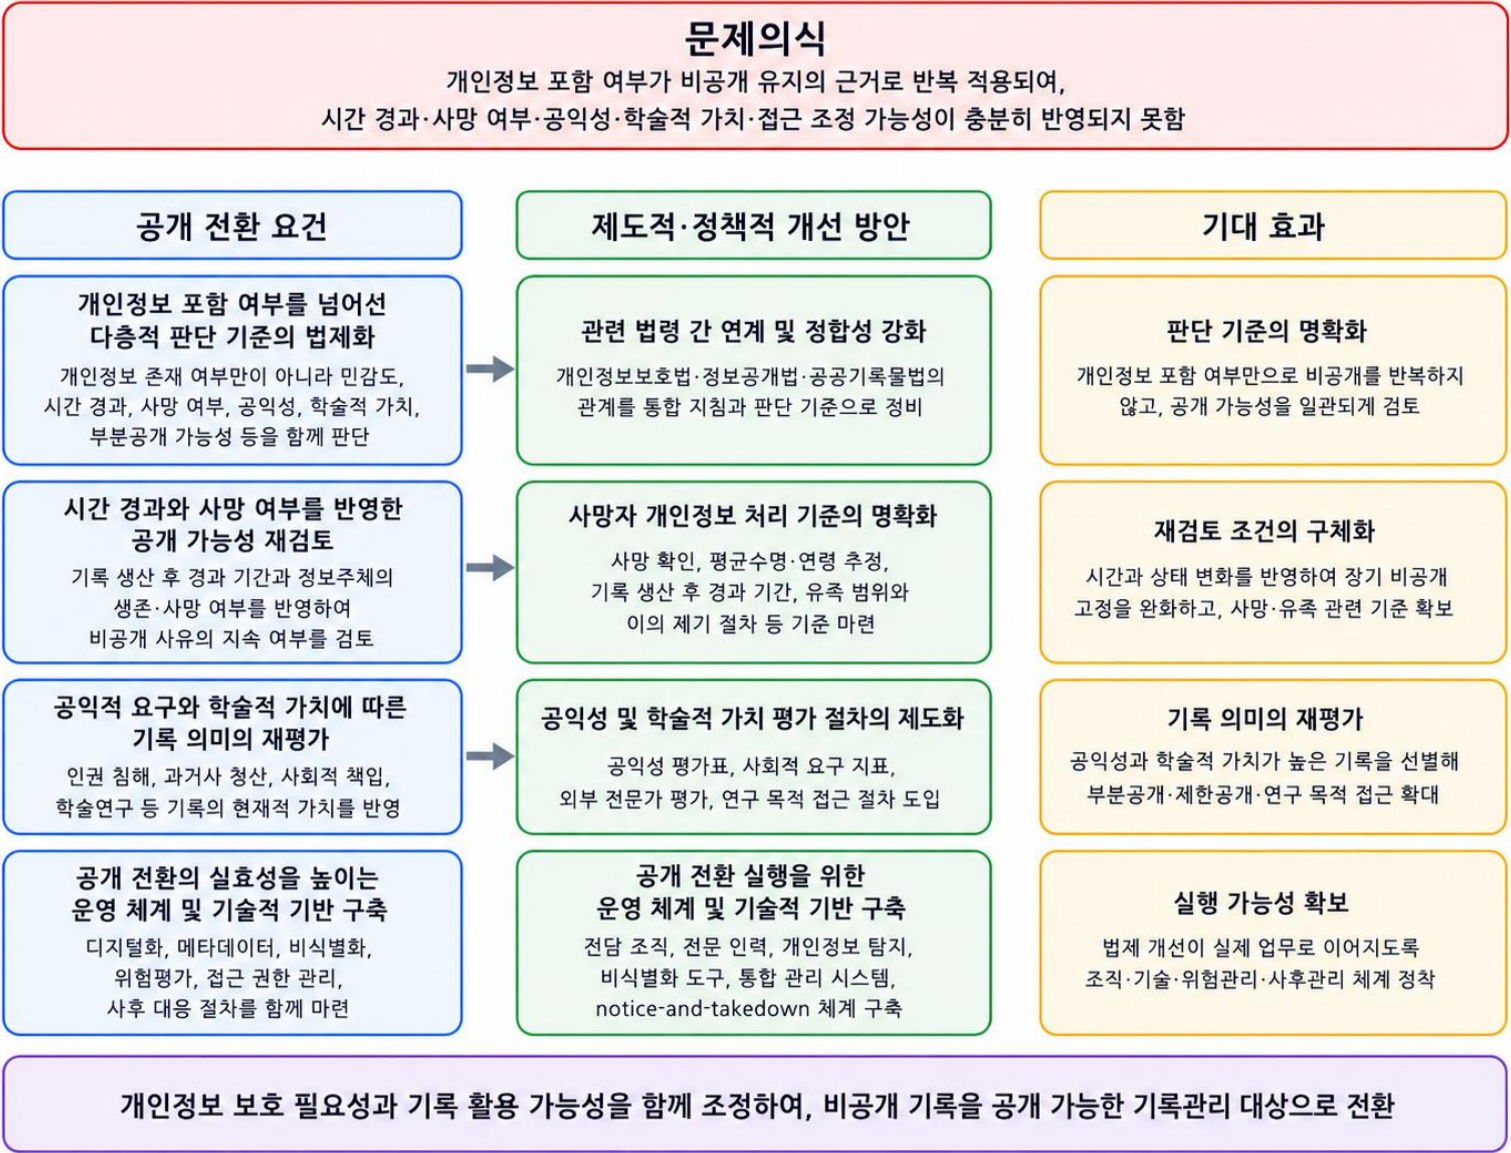 문제의식
개인정보 포함 여부가 비공개 유지의 근거로 반복 적용되여,
시간 경과·사망 여부·공익성·학술적 가치·접근 조정 가능성이 충분히 반영되지 못함
공개 전환 요건
개인정보 포함 여부를 넘어선
다층적 판단 기준의 법제화
개인정보 존재 여부만이 아니라 민감도,
시간 경과, 사망 여부, 공익성, 학술적 가치,
부분공개 가능성 등을 함께 판단
시간 경과와 사망 여부를 반영한
공개 가능성 재검토
기록 생산 후 경과 기간과 정보주체의
생존·사망 여부를 반영하여
비공개 사유의 지속 여부를 검토
공익적 요구와 학술적 가치에 따른
기록 의미의 재평가
인권 침해, 과거사 청산, 사회적 책입,
학술연구 등 기록의 현재적 가치를 반영
공개 전환의 실효성을 높이는
운영 체계 및 기술적 기반 구축
디지털화, 메타데이터, 비식별화,
위험평가, 접근 권한 관리,
사후 대응 절차를 함께 마련
제도적·정책적 개선 방안
관련 법령 간 연계 및 정합성 강화
개인정보보호법·정보공개법·공공기록물법의
관계를 통합 지침과 판단 기준으로 정비
사망자 개인정보 처리 기준의 명확화
사망 확인, 평균수명·연령 추정,
기록 생산 후 경과 기간, 유족 범위와
이의 제기 절차 등 기준 마련
공익성 및 학술적 가치 평가 절차의 제도화
공익성 평가표, 사회적 요구 지표,
외부 전문가 평가, 연구 목적 접근 절차 도입
공개 전환 실행을 위한
운영 체계 및 기술적 기반 구축
전담 조직, 전문 인력, 개인정보 탐지,
비식별화 도구, 통합 관리 시스템,
notice-and-takedown 체계 구축
기대 효과
판단 기준의 명확화
개인정보 포함 여부만으로 비공개를 반복하지
않고, 공개 가능성을 일관되게 검토
재검토 조건의 구체화
시간과 상태 변화를 반영하여 장기 비공개
고정을 완화하고, 사망·유족 관련 기준 확보
기록 의미의 재평가
공익성과 학술적 가치가 높은 기록을 선별해
부분공개·제한공개·연구 목적 접근 확대
실행 가능성 확보
법제 개선이 실제 업무로 이어지도록
조직·기술·위험관리·사후관리 체계 정착
개인정보 보호 필요성과 기록 활용 가능성을 함께 조정하여, 비공개 기록을 공개 가능한 기록관리 대상으로 전환